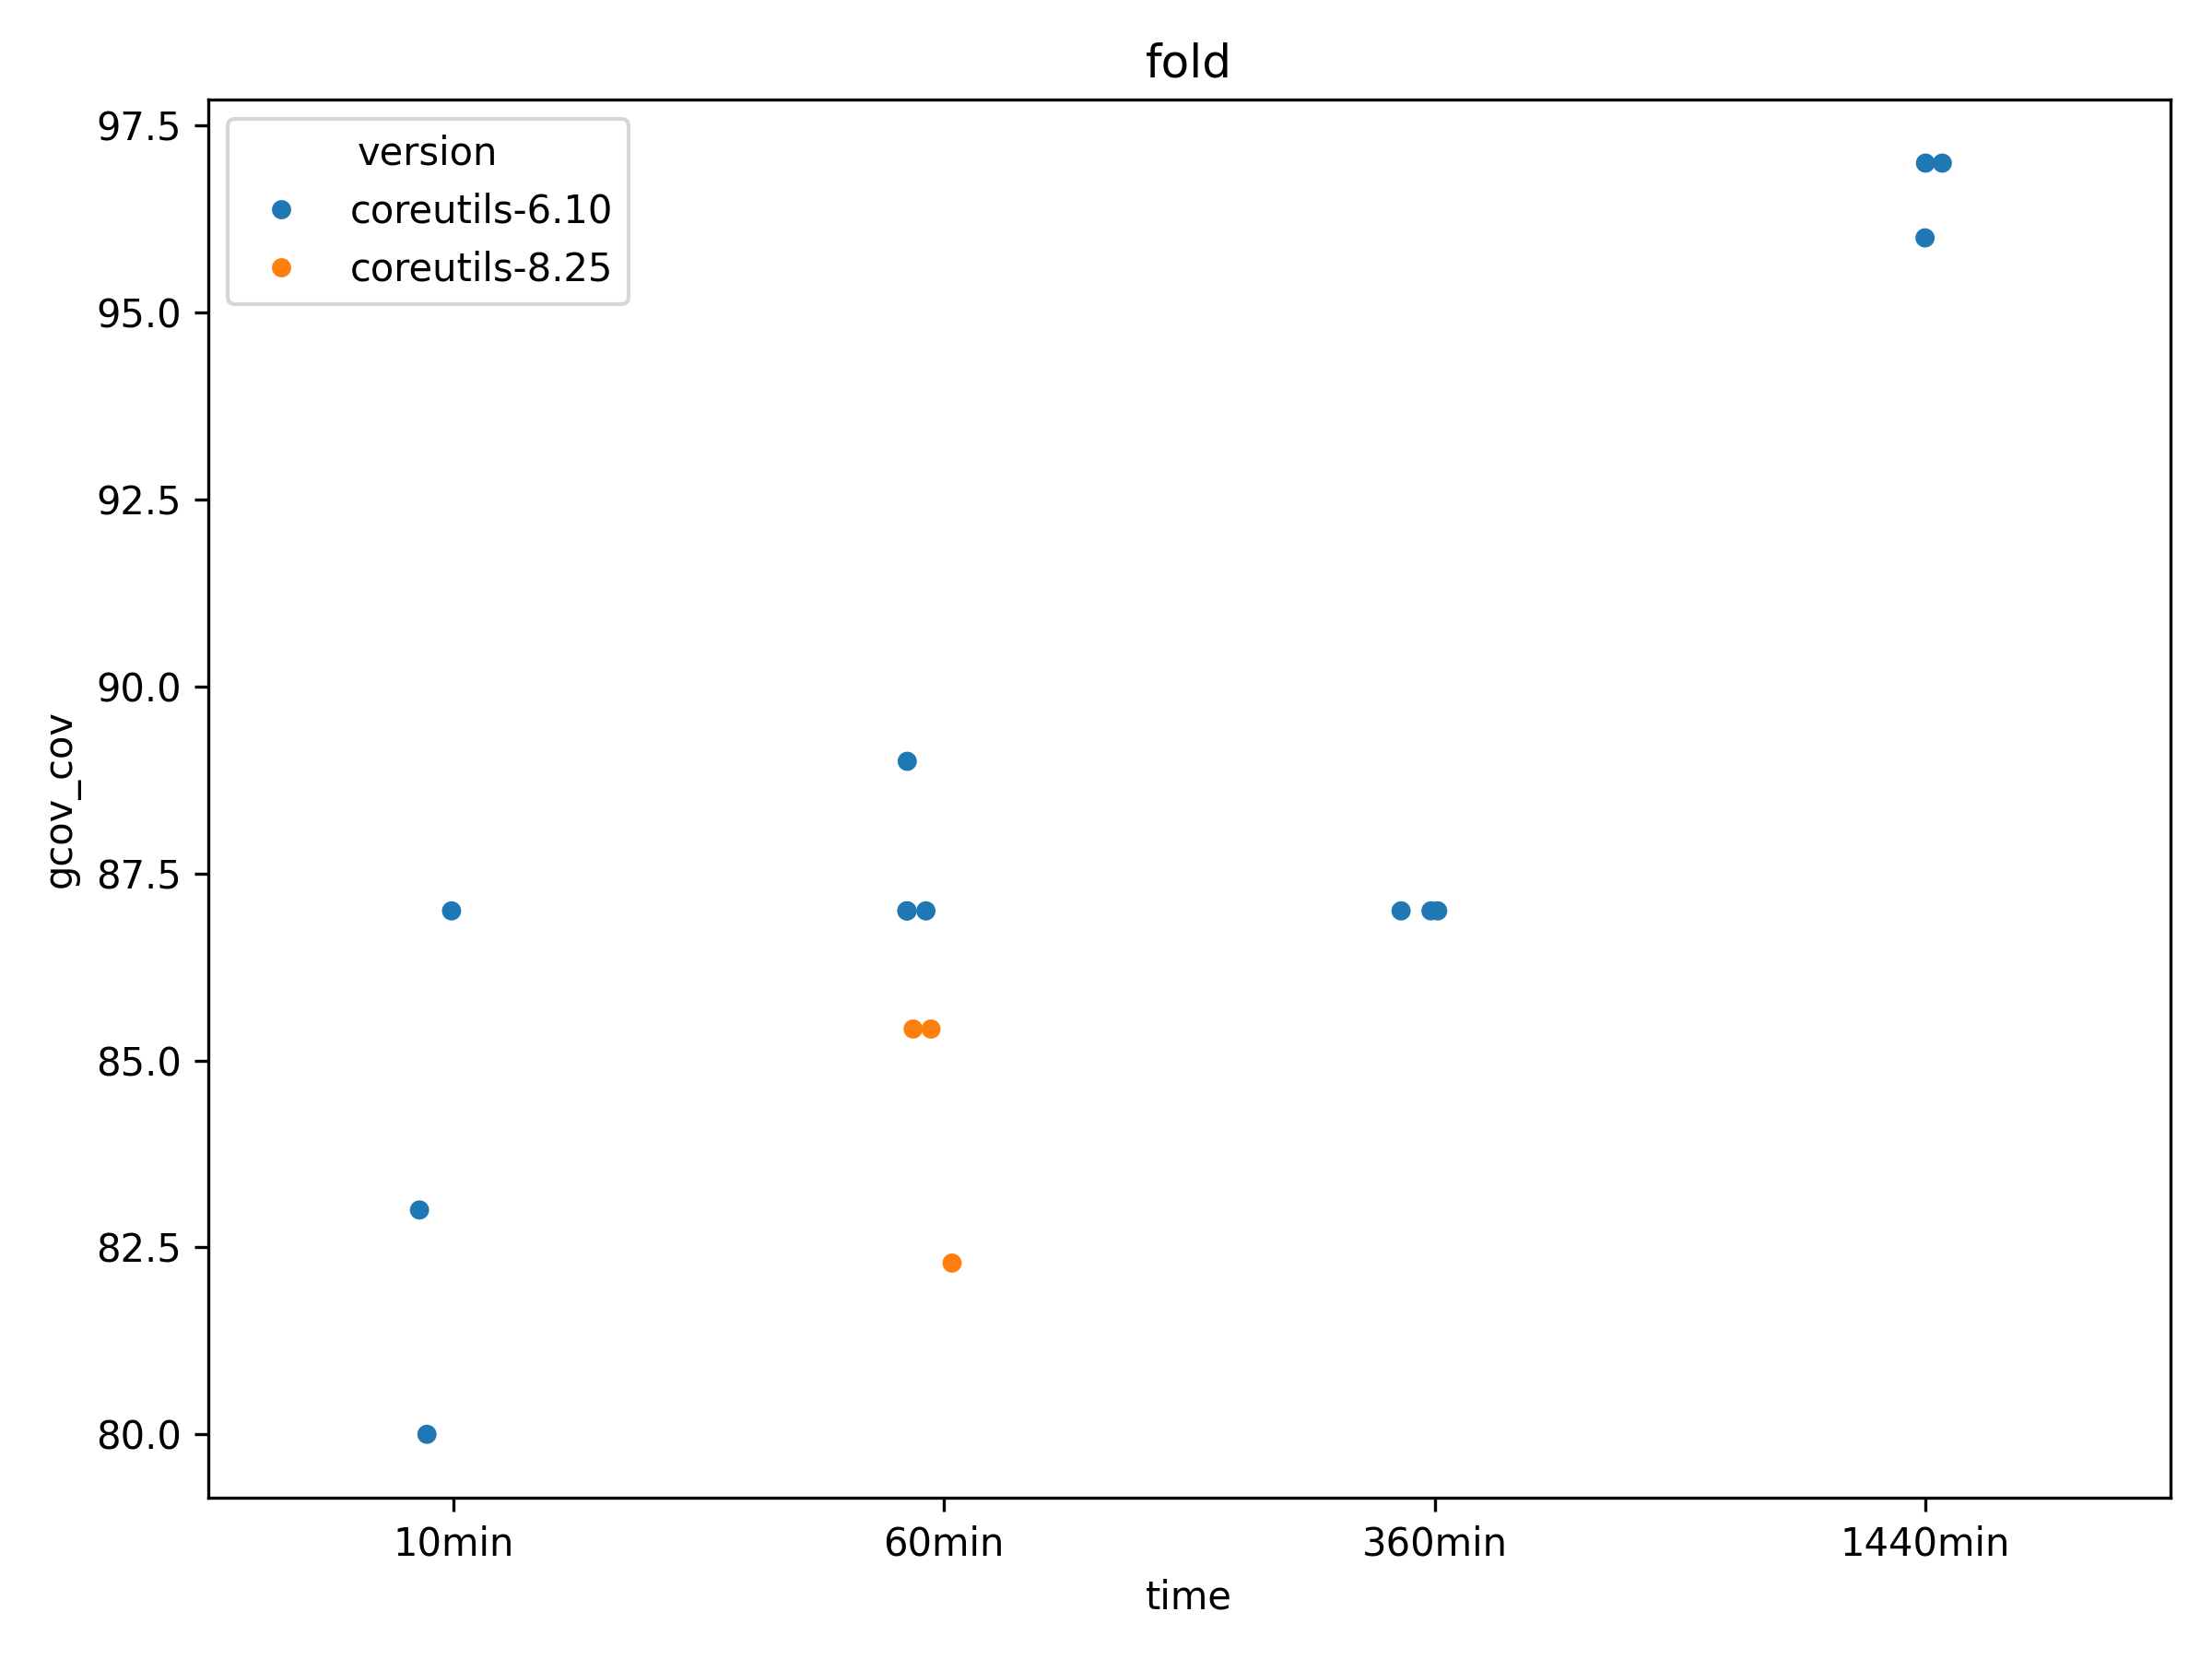 fold
version
coreutils-6.10
coreutils-8.25
gcov_cov
97.5
95.0
92.5
90.0
87.5
85.0
82.5
80.0
10min 60min 360min 1440min
time